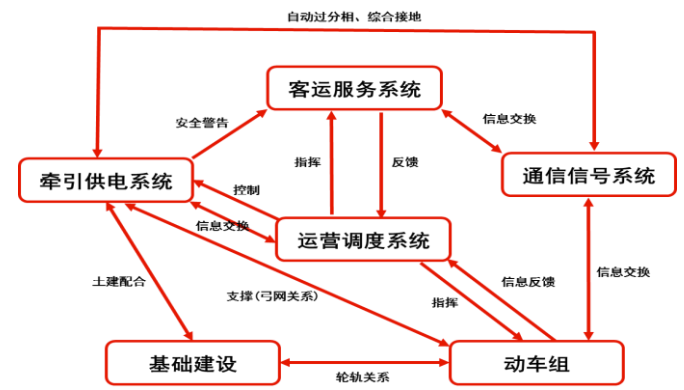 自动过分相、综合接地
客运服务系统
安全警告
信息交换
指挥
反馈
牵引供电系统
通信信号系统
控制
信息交换
运营调度系统
土建配合
支撑(弓网关系)
指挥
信息反馈
信息交换
基础建设
动车组
轮轨关系